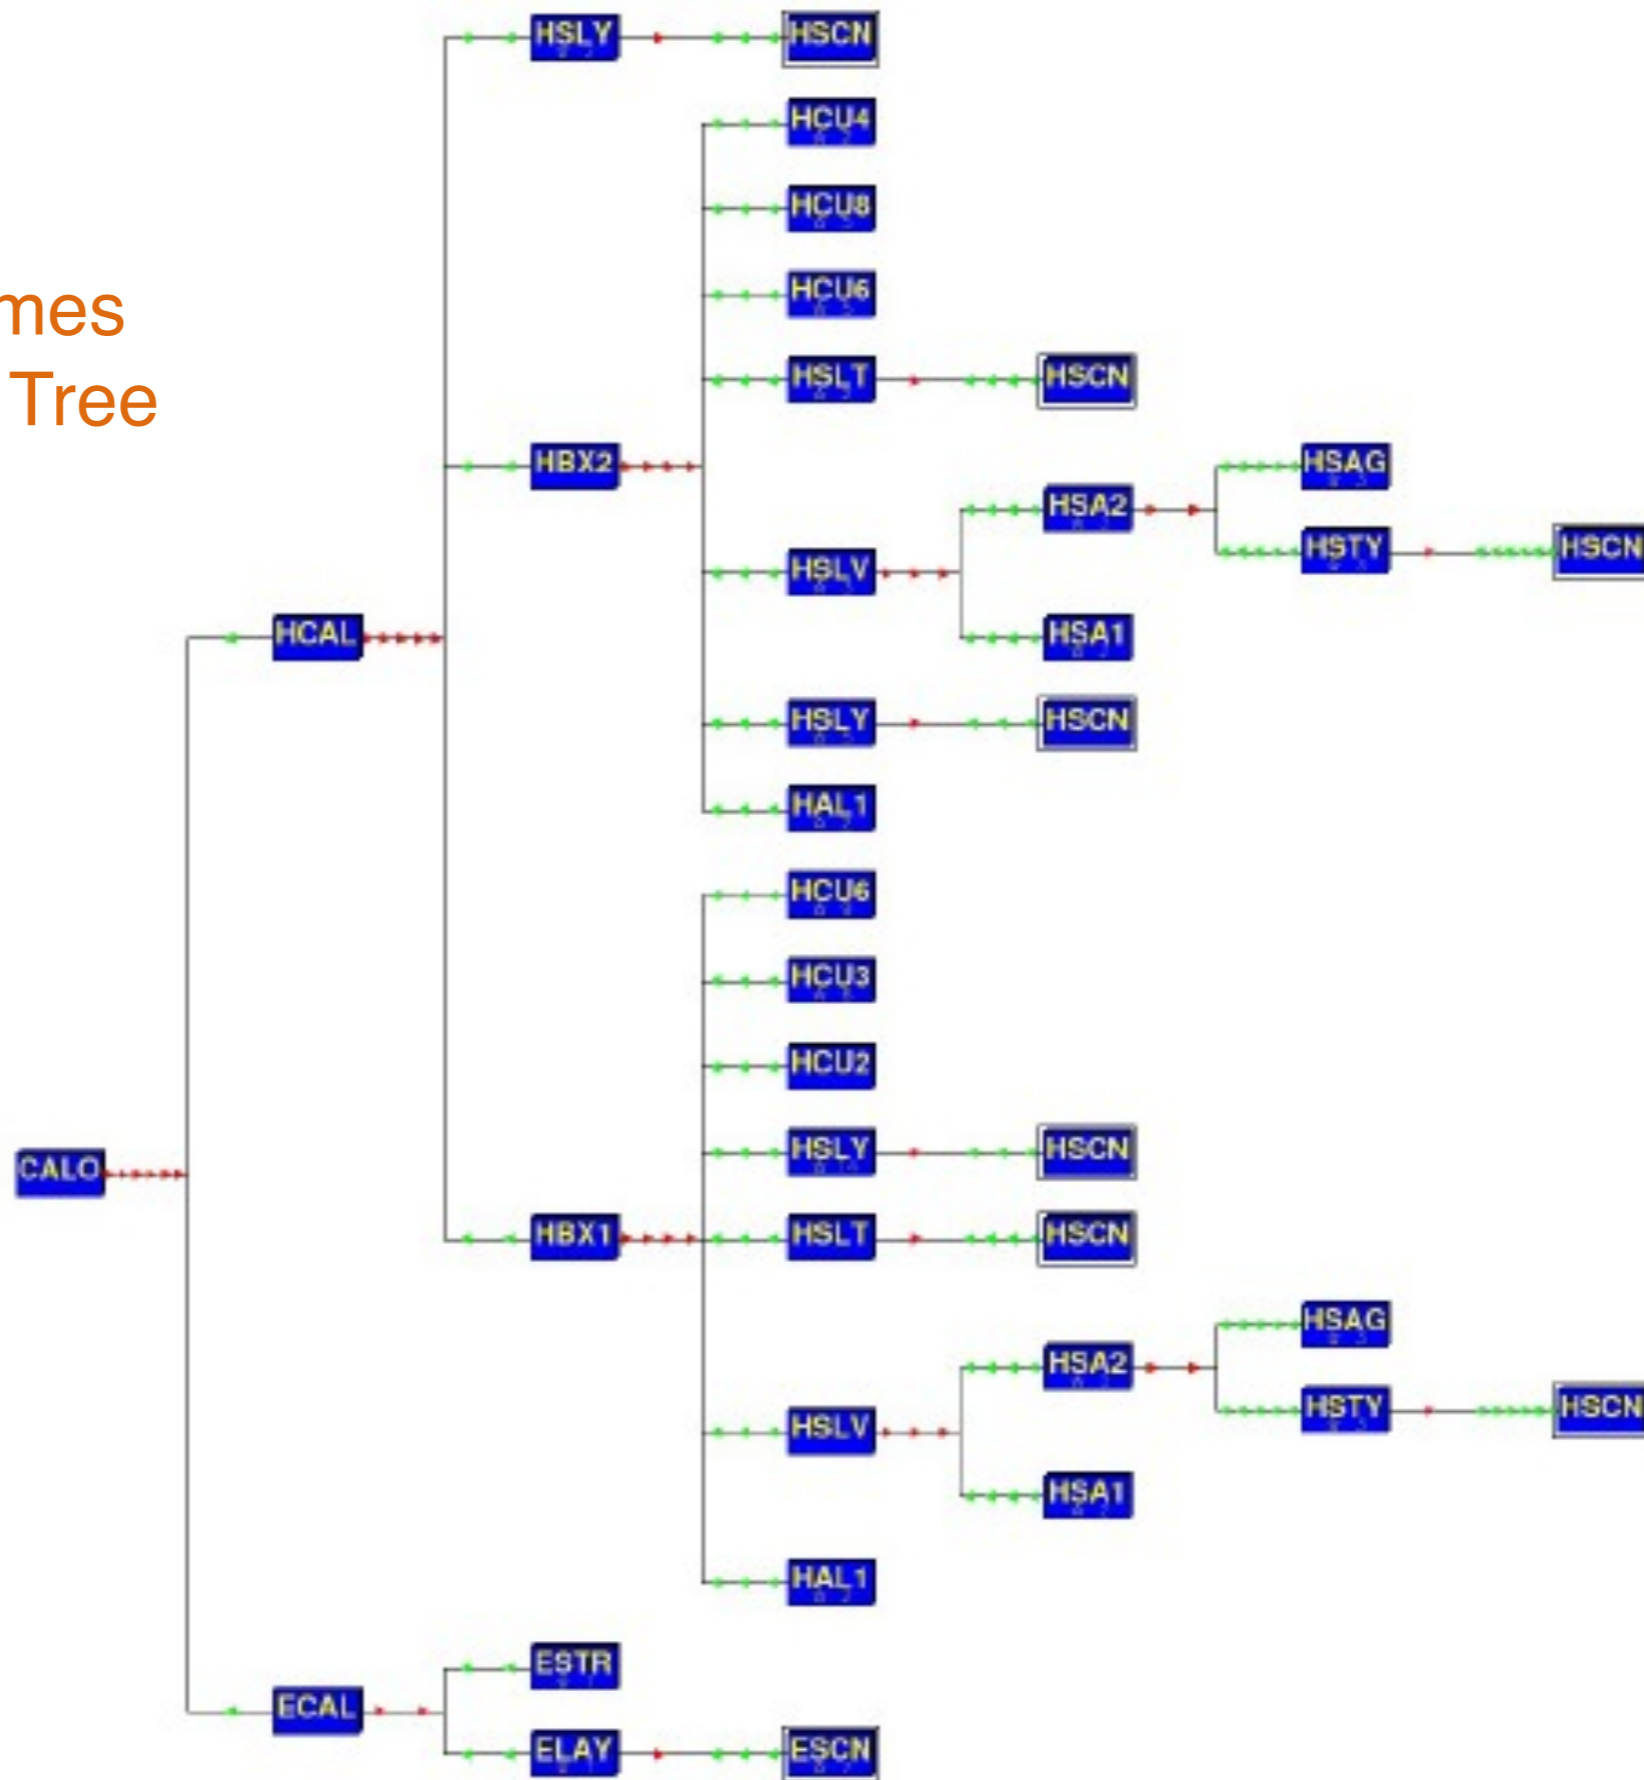 HSLY HSCN
HCU4
HCU8
mes
HCU6
Tree
HSLT HSCN
HBX2 HSAG
HSA2
HSTY HSCN
HSLV
HCAL HSA1
HSLY HSCN
HAL1
HCU6
HCU3
HCU2
HSLY HSCN
CALO
HBX1 HSLT HSCN
HSAG
HSA2
HSTY HSCN
HSLV
HSA1
HAL1
ESTR
ECAL
ELAY ESCN